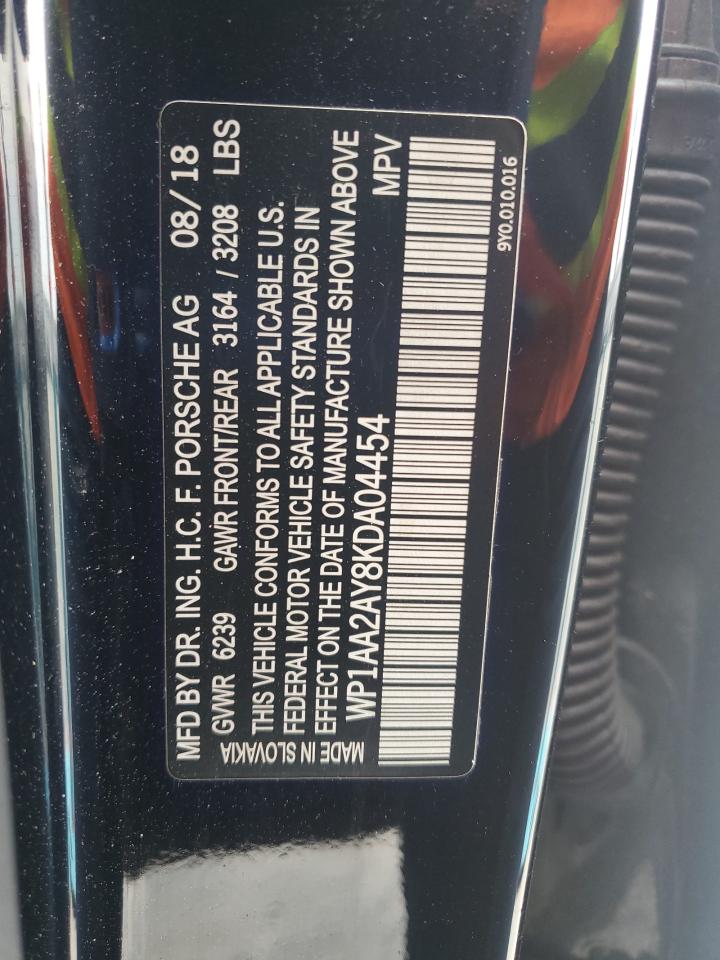 MFD BY DR. ING. H.C. F. PORSCHE AG 08/18
GVWR 6239 GAWR FRONT/REAR 3164 / 3208 LBS
THIS VEHICLE CONFORMS TO ALL APPLICABLE U.S.
FEDERAL MOTOR VEHICLE SAFETY STANDARDS IN
EFFECT ON THE DATE OF MANUFACTURE SHOWN ABOVE
MADE IN SLOVAKIA
WP1AA2AY8KDA04454 MPV
9Y0.010.016